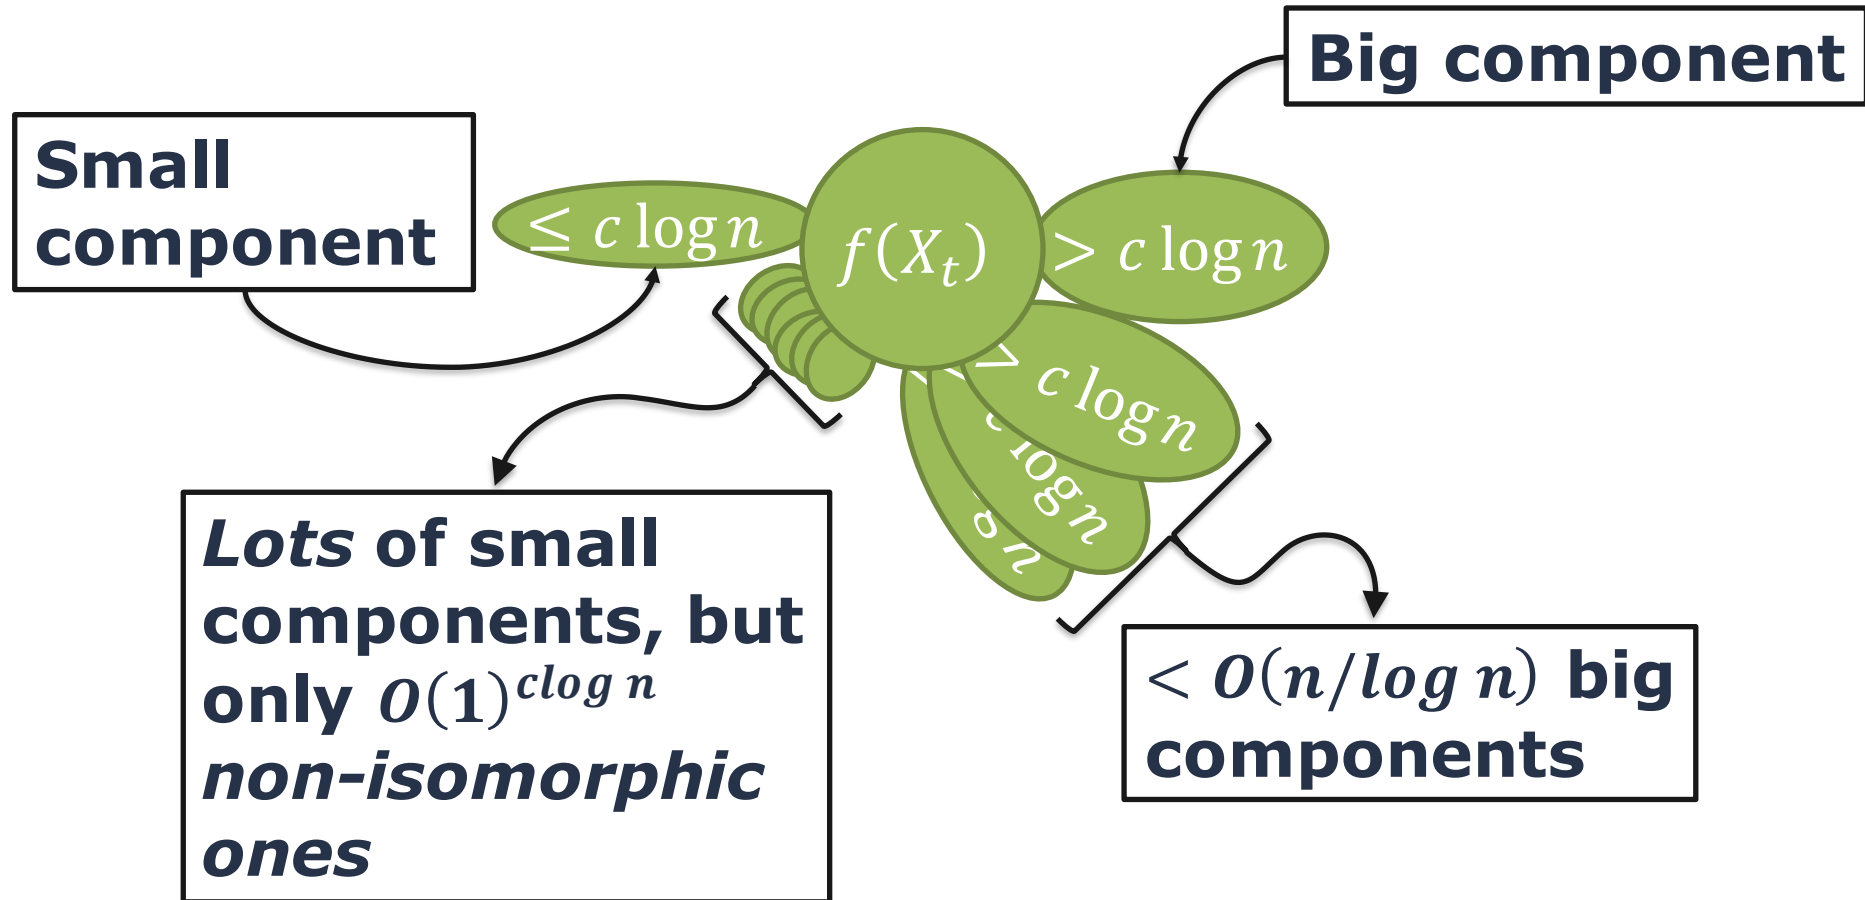 Big component
Small
component
≤ c log n
f(X_t)
> c log n
> c log n
c log n
g n
Lots of small
components, but
only O(1)^{clog n}
non-isomorphic
ones
< O(n/log n) big
components